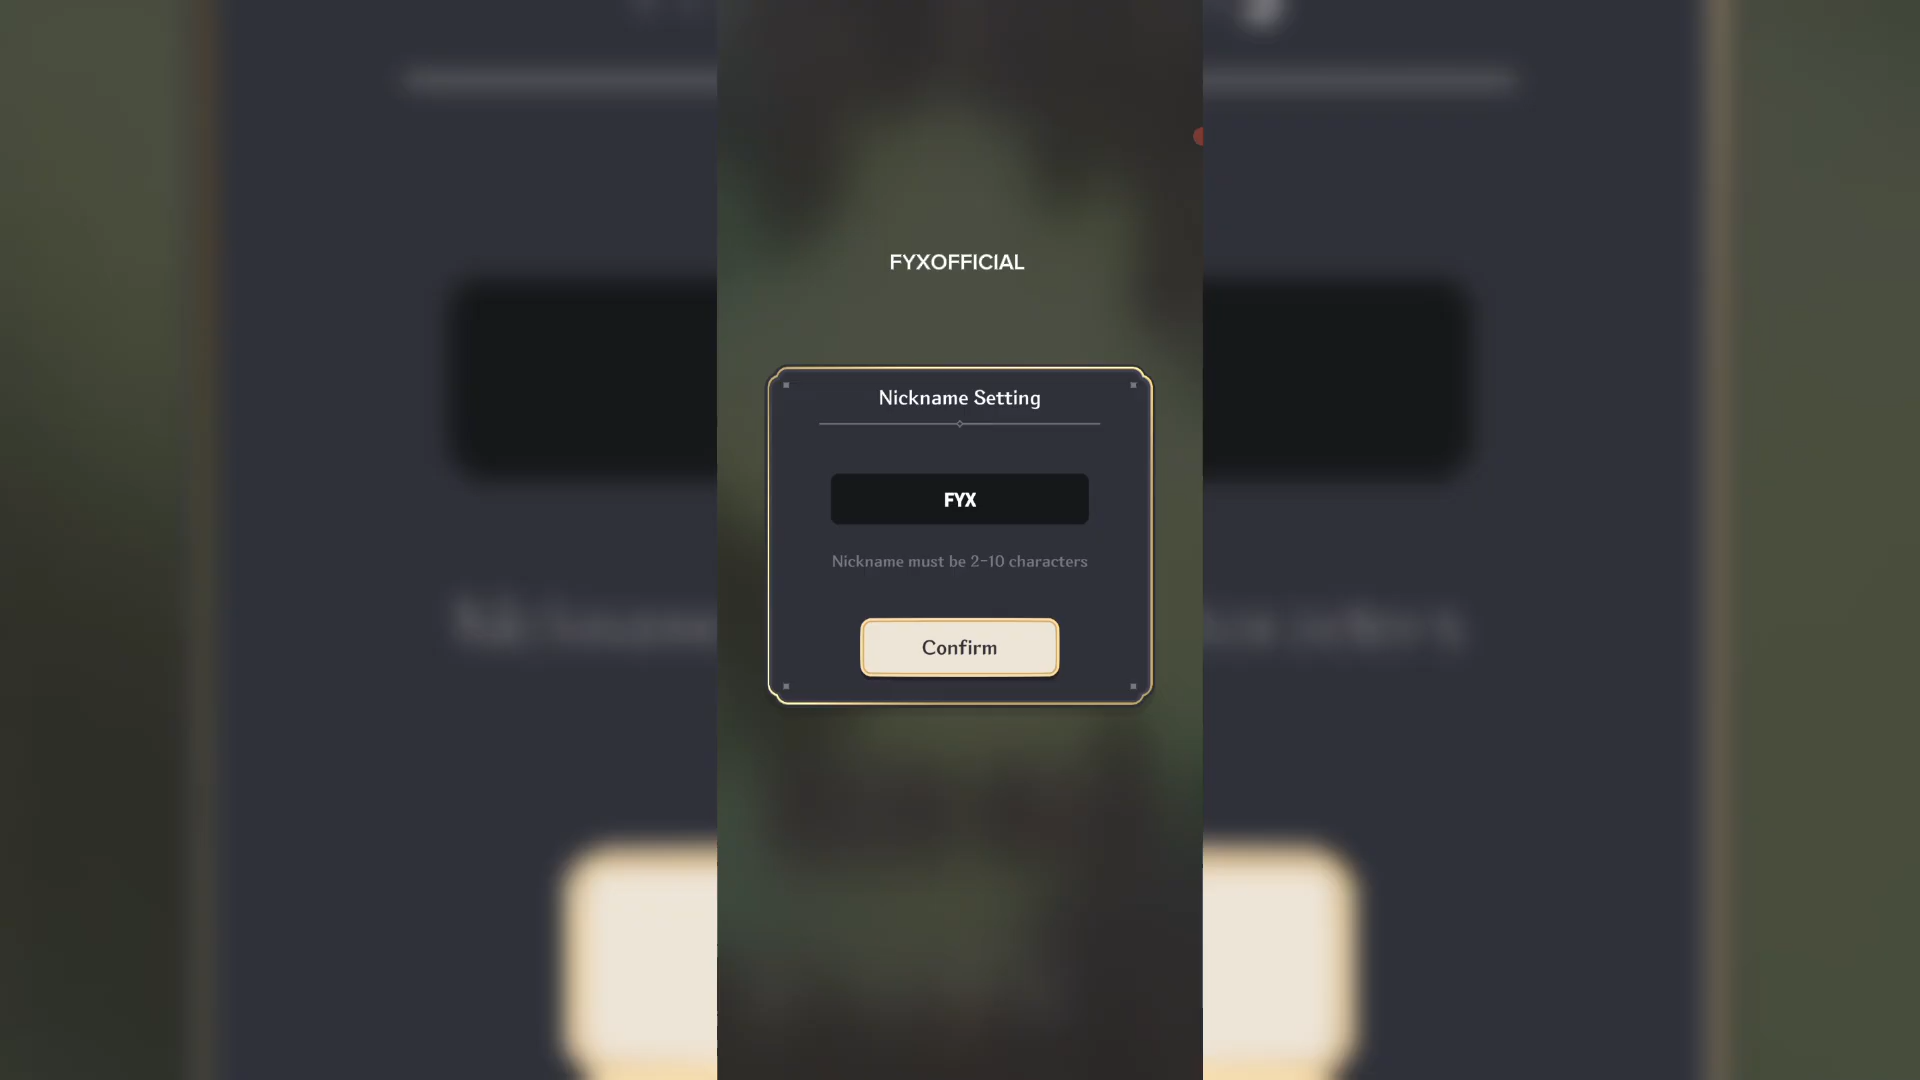 FYXOFFICIAL
Nickname Setting
FYX
Nickname must be 2-10 characters
Confirm